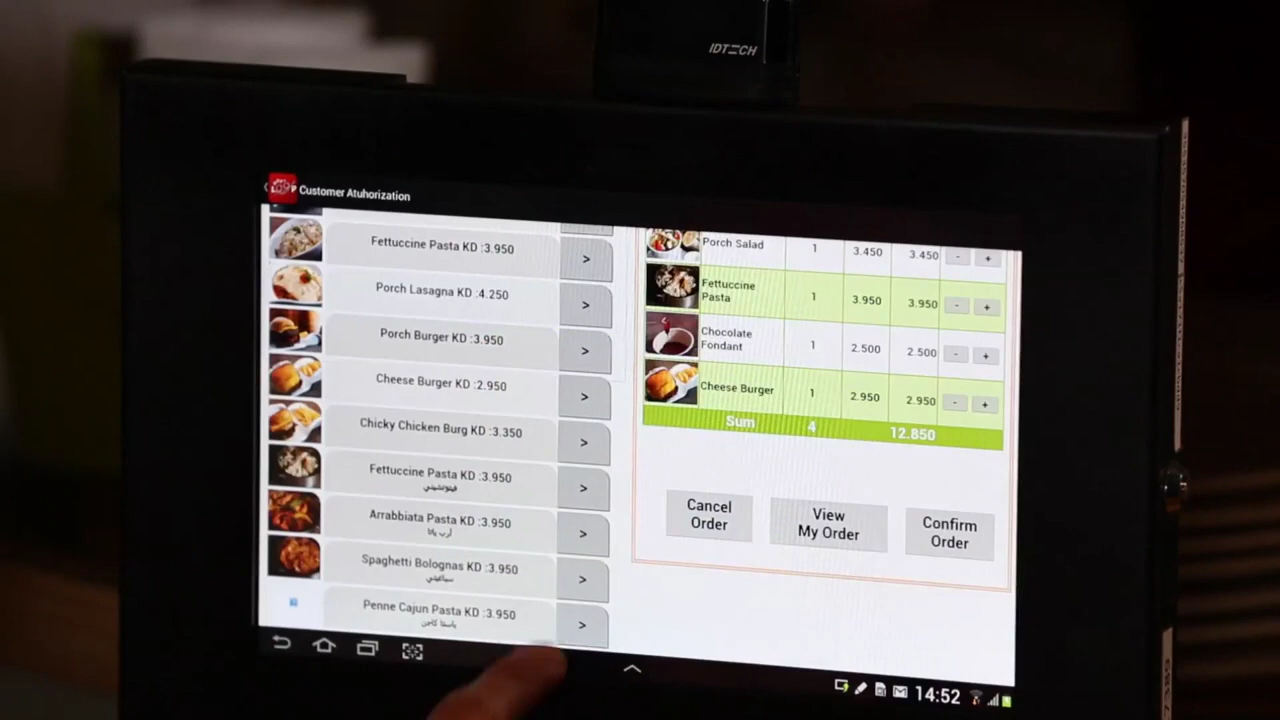 IDTECH
Customer Atuhorization
Fettuccine Pasta KD :3.950
>
Porch Lasagna KD :4.250
>
Porch Burger KD :3.950
>
Cheese Burger KD :2.950
>
Chicky Chicken Burg KD :3.350
>
Fettuccine Pasta KD :3.950
فيتوتشيني
>
Arrabbiata Pasta KD :3.950
>
Spaghetti Bolognas KD :3.950
>
Penne Cajun Pasta KD :3.950
باستا كاجن
>
Porch Salad 1 3.450 3.450 - +
Fettuccine
Pasta 1 3.950 3.950 - +
Chocolate
Fondant 1 2.500 2.500 - +
Cheese Burger 1 2.950 2.950 - +
Sum 4 12.850
Cancel
Order
View
My Order
Confirm
Order
14:52